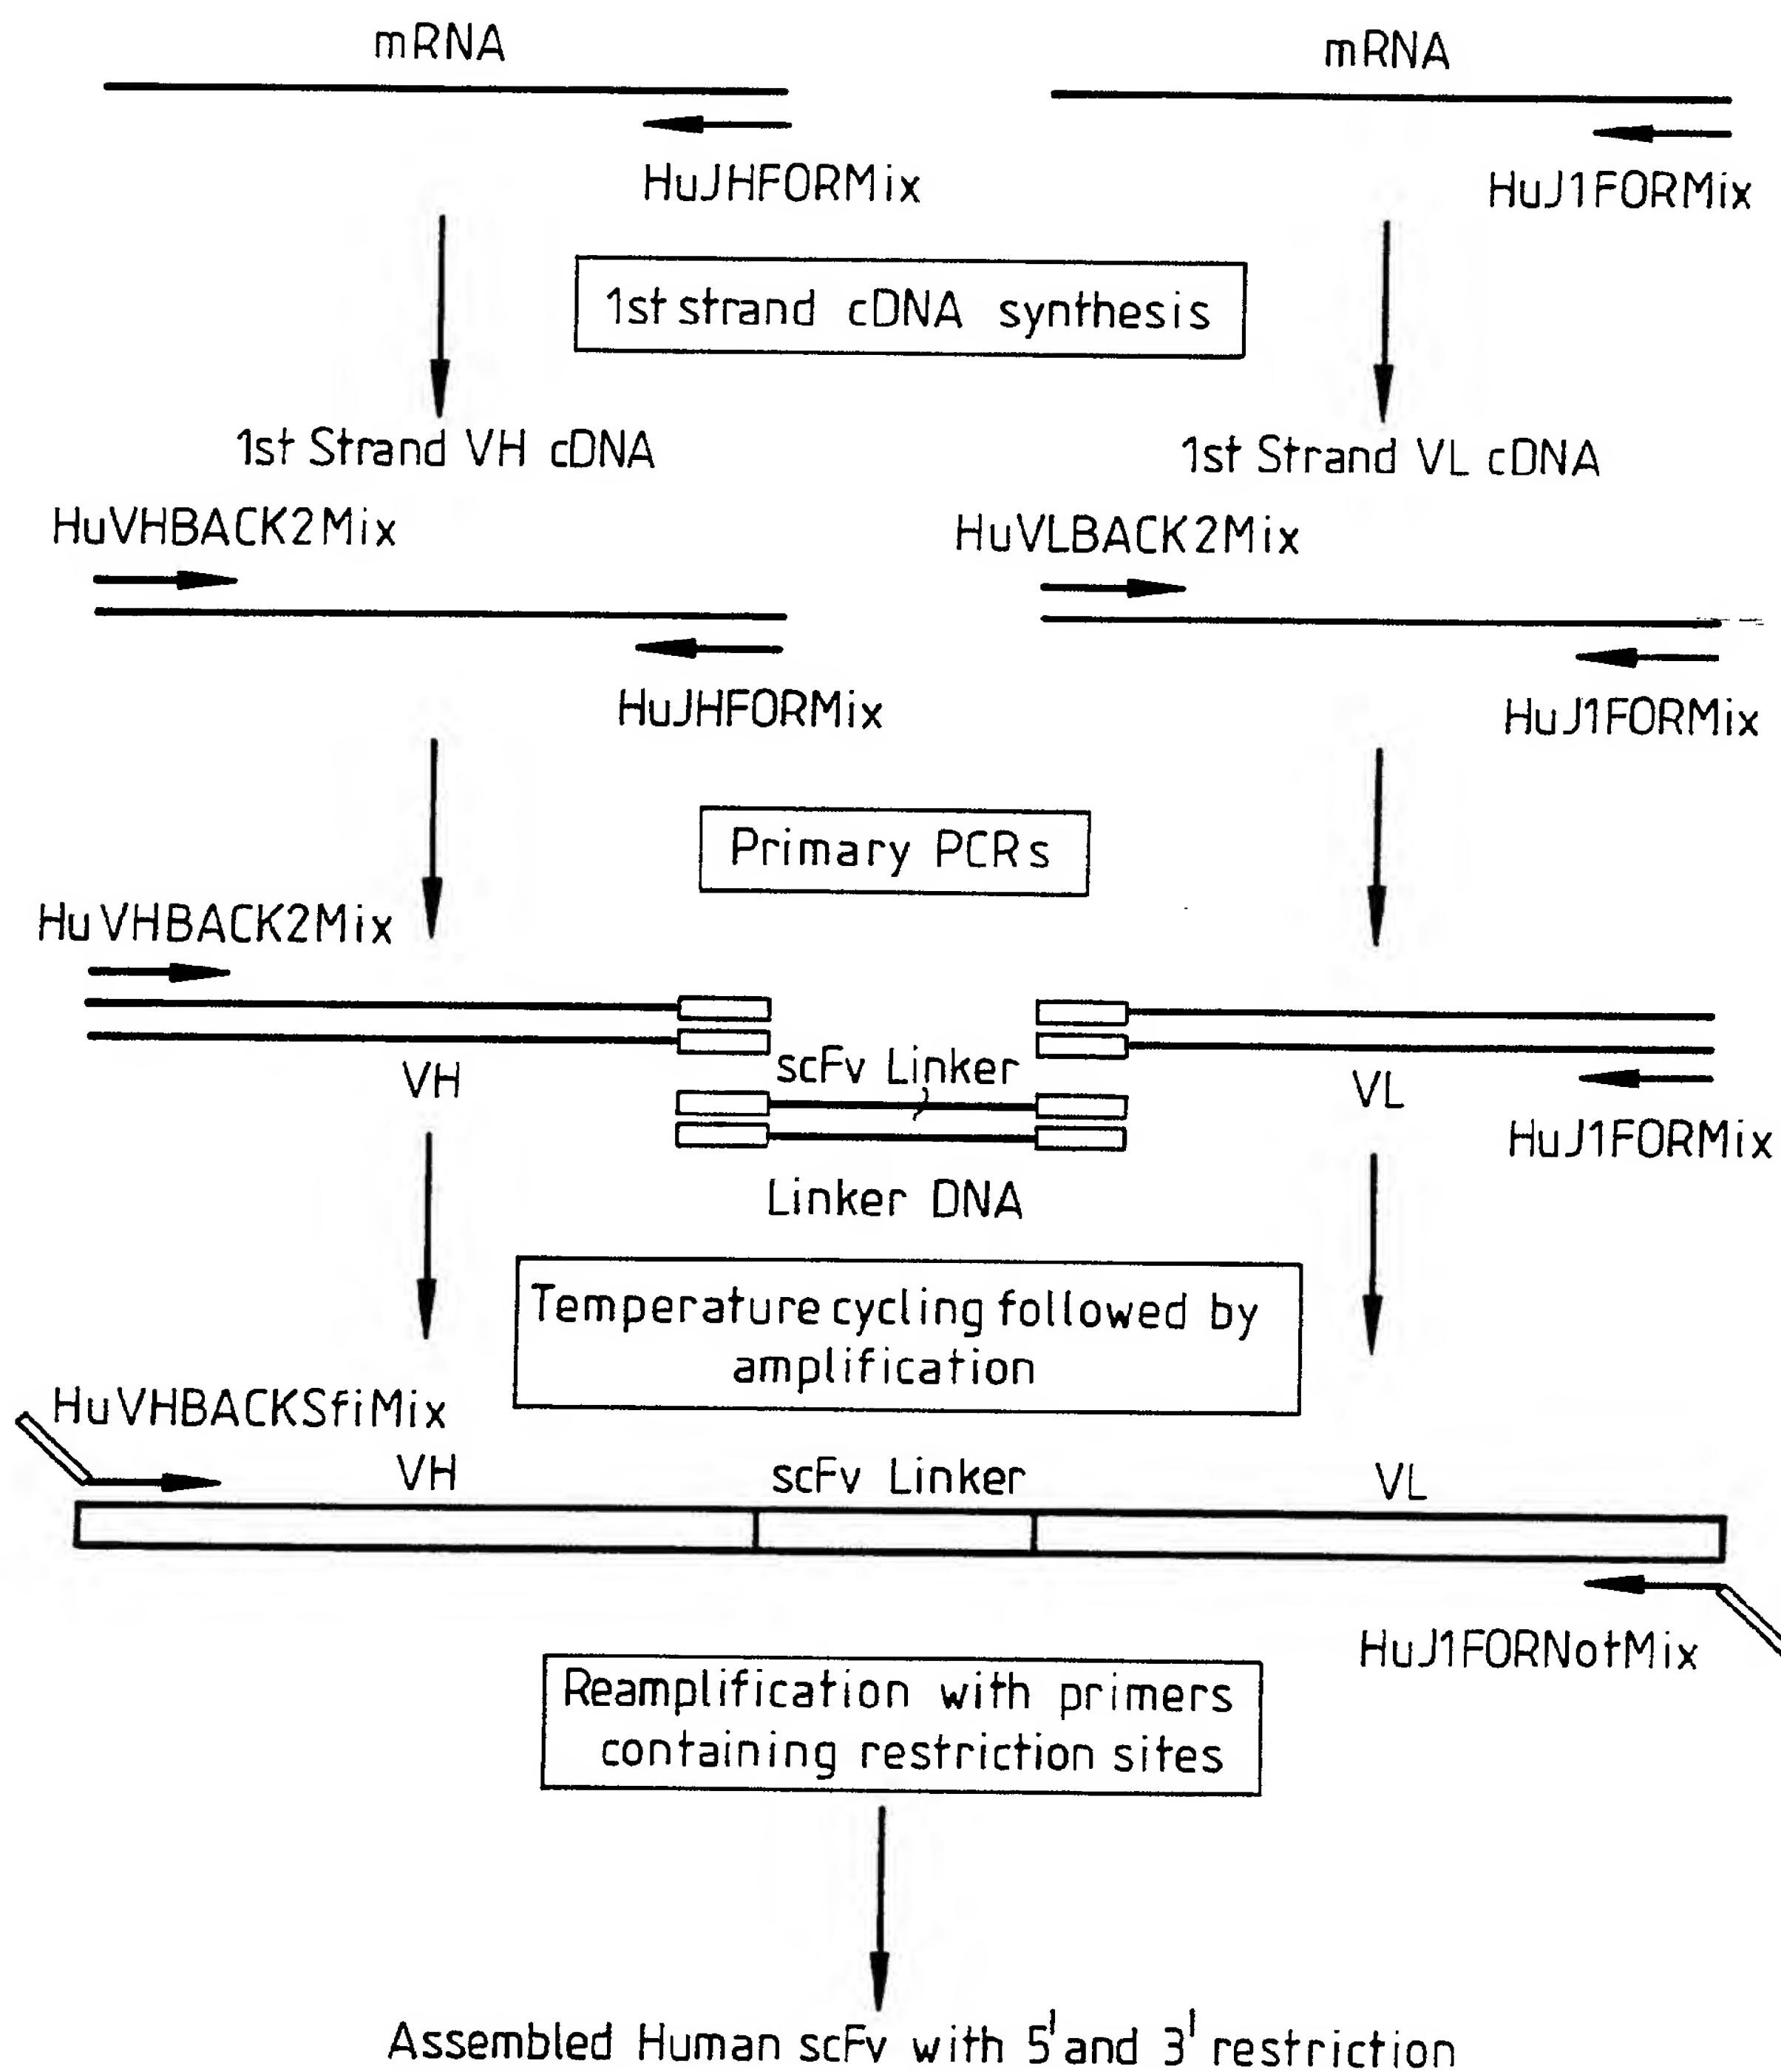 mRNA
mRNA
HuJHFORMix
HuJ1FORMix
1st strand cDNA synthesis
1st Strand VH cDNA
1st Strand VL cDNA
HuVHBACK2Mix
HuVLBACK2Mix
HuJHFORMix
HuJ1FORMix
Primary PCRs
HuVHBACK2Mix
VH
scFv Linker
VL
HuJ1FORMix
Linker DNA
Temperature cycling followed by
amplification
HuVHBACKSfiMix
VH
scFv Linker
VL
HuJ1FORNotMix
Reamplification with primers
containing restriction sites
Assembled Human scFv with 5' and 3' restriction